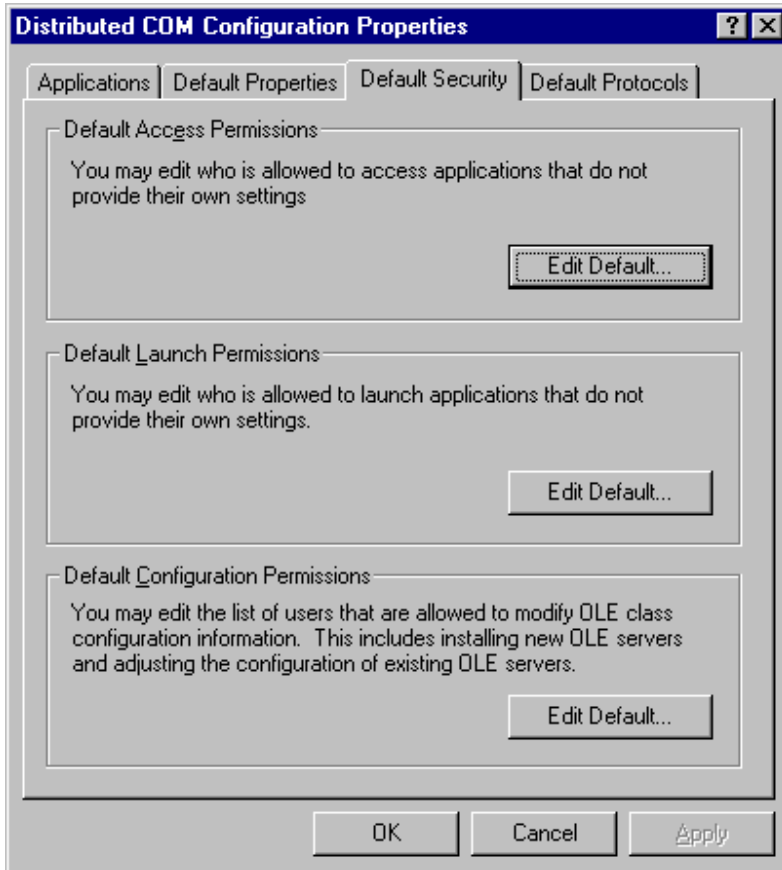 Distributed COM Configuration Properties
Applications
Default Properties
Default Security
Default Protocols
Default Access Permissions
You may edit who is allowed to access applications that do not
provide their own settings
Edit Default...
Default Launch Permissions
You may edit who is allowed to launch applications that do not
provide their own settings.
Edit Default...
Default Configuration Permissions
You may edit the list of users that are allowed to modify OLE class
configuration information.  This includes installing new OLE servers
and adjusting the configuration of existing OLE servers.
Edit Default...
OK
Cancel
Apply